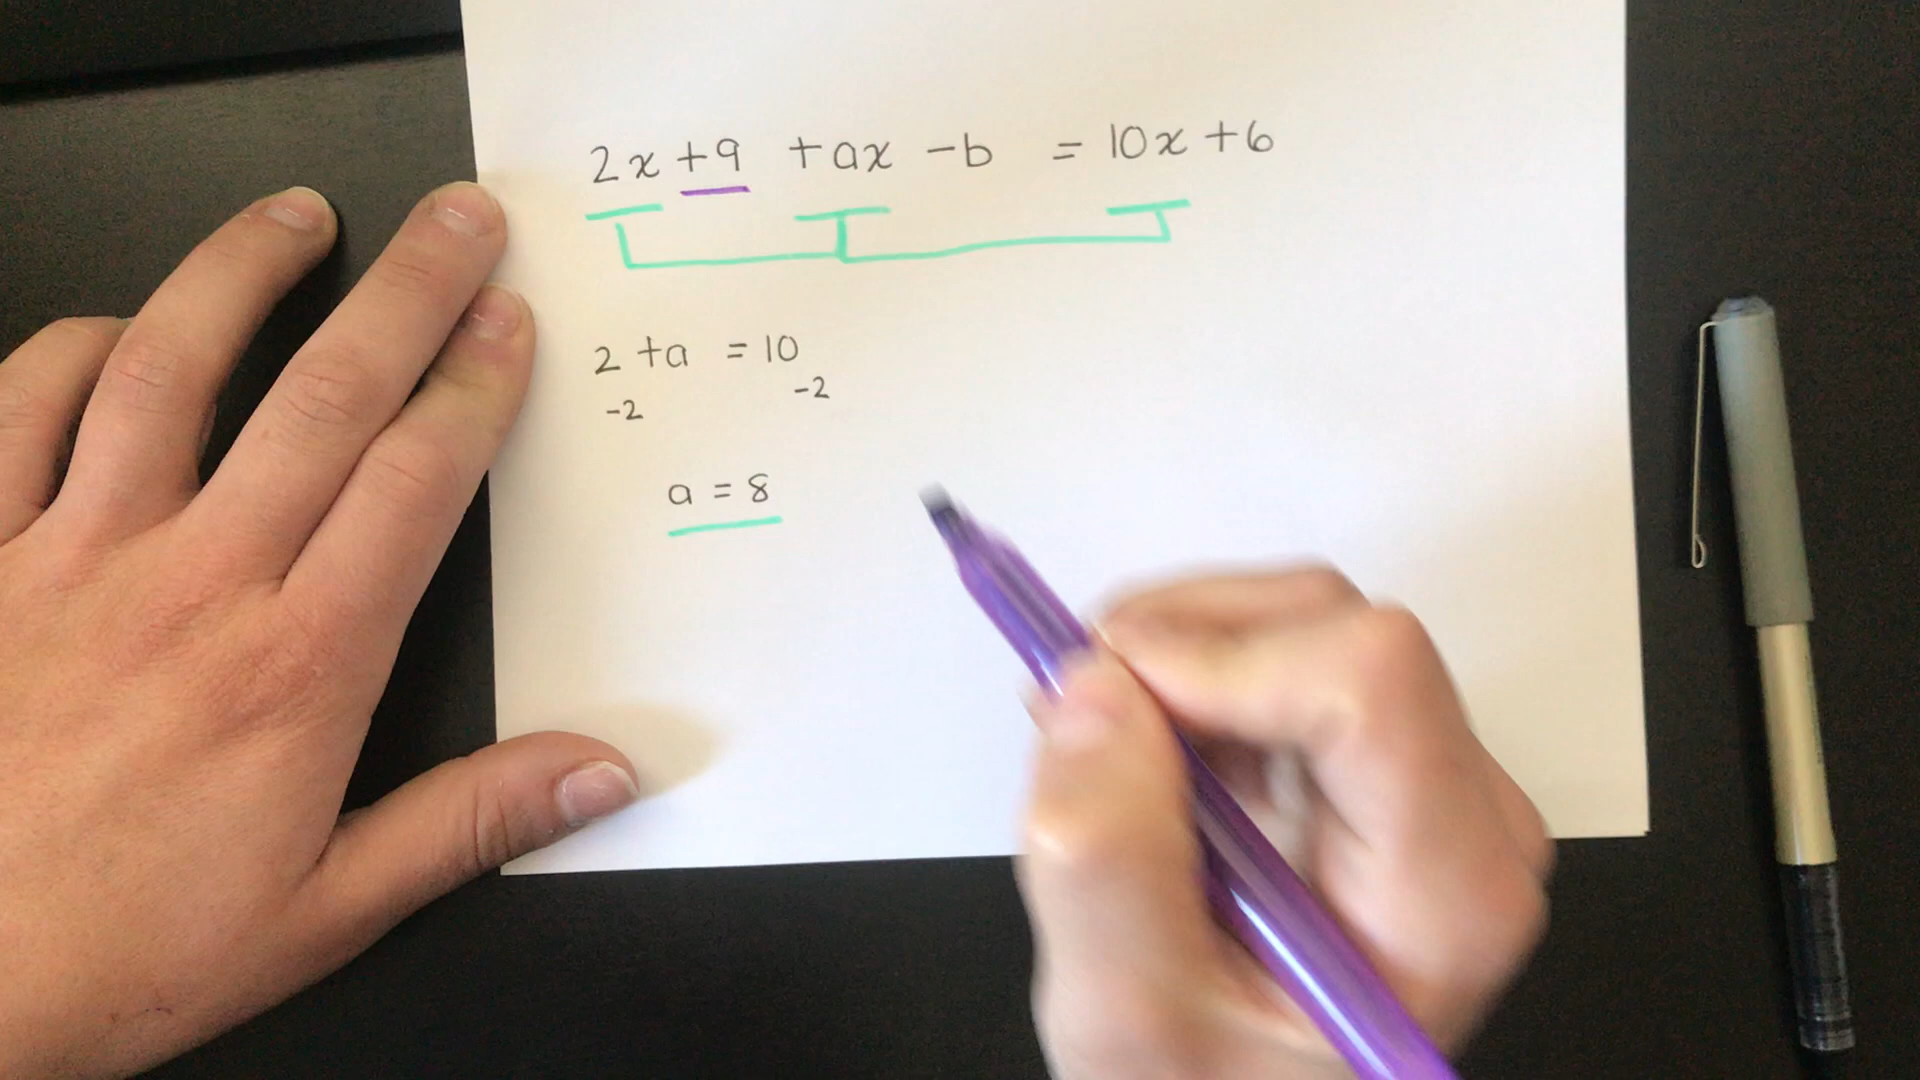 2x +9 +ax -b = 10x +6
2 +a = 10
-2 -2
a = 8